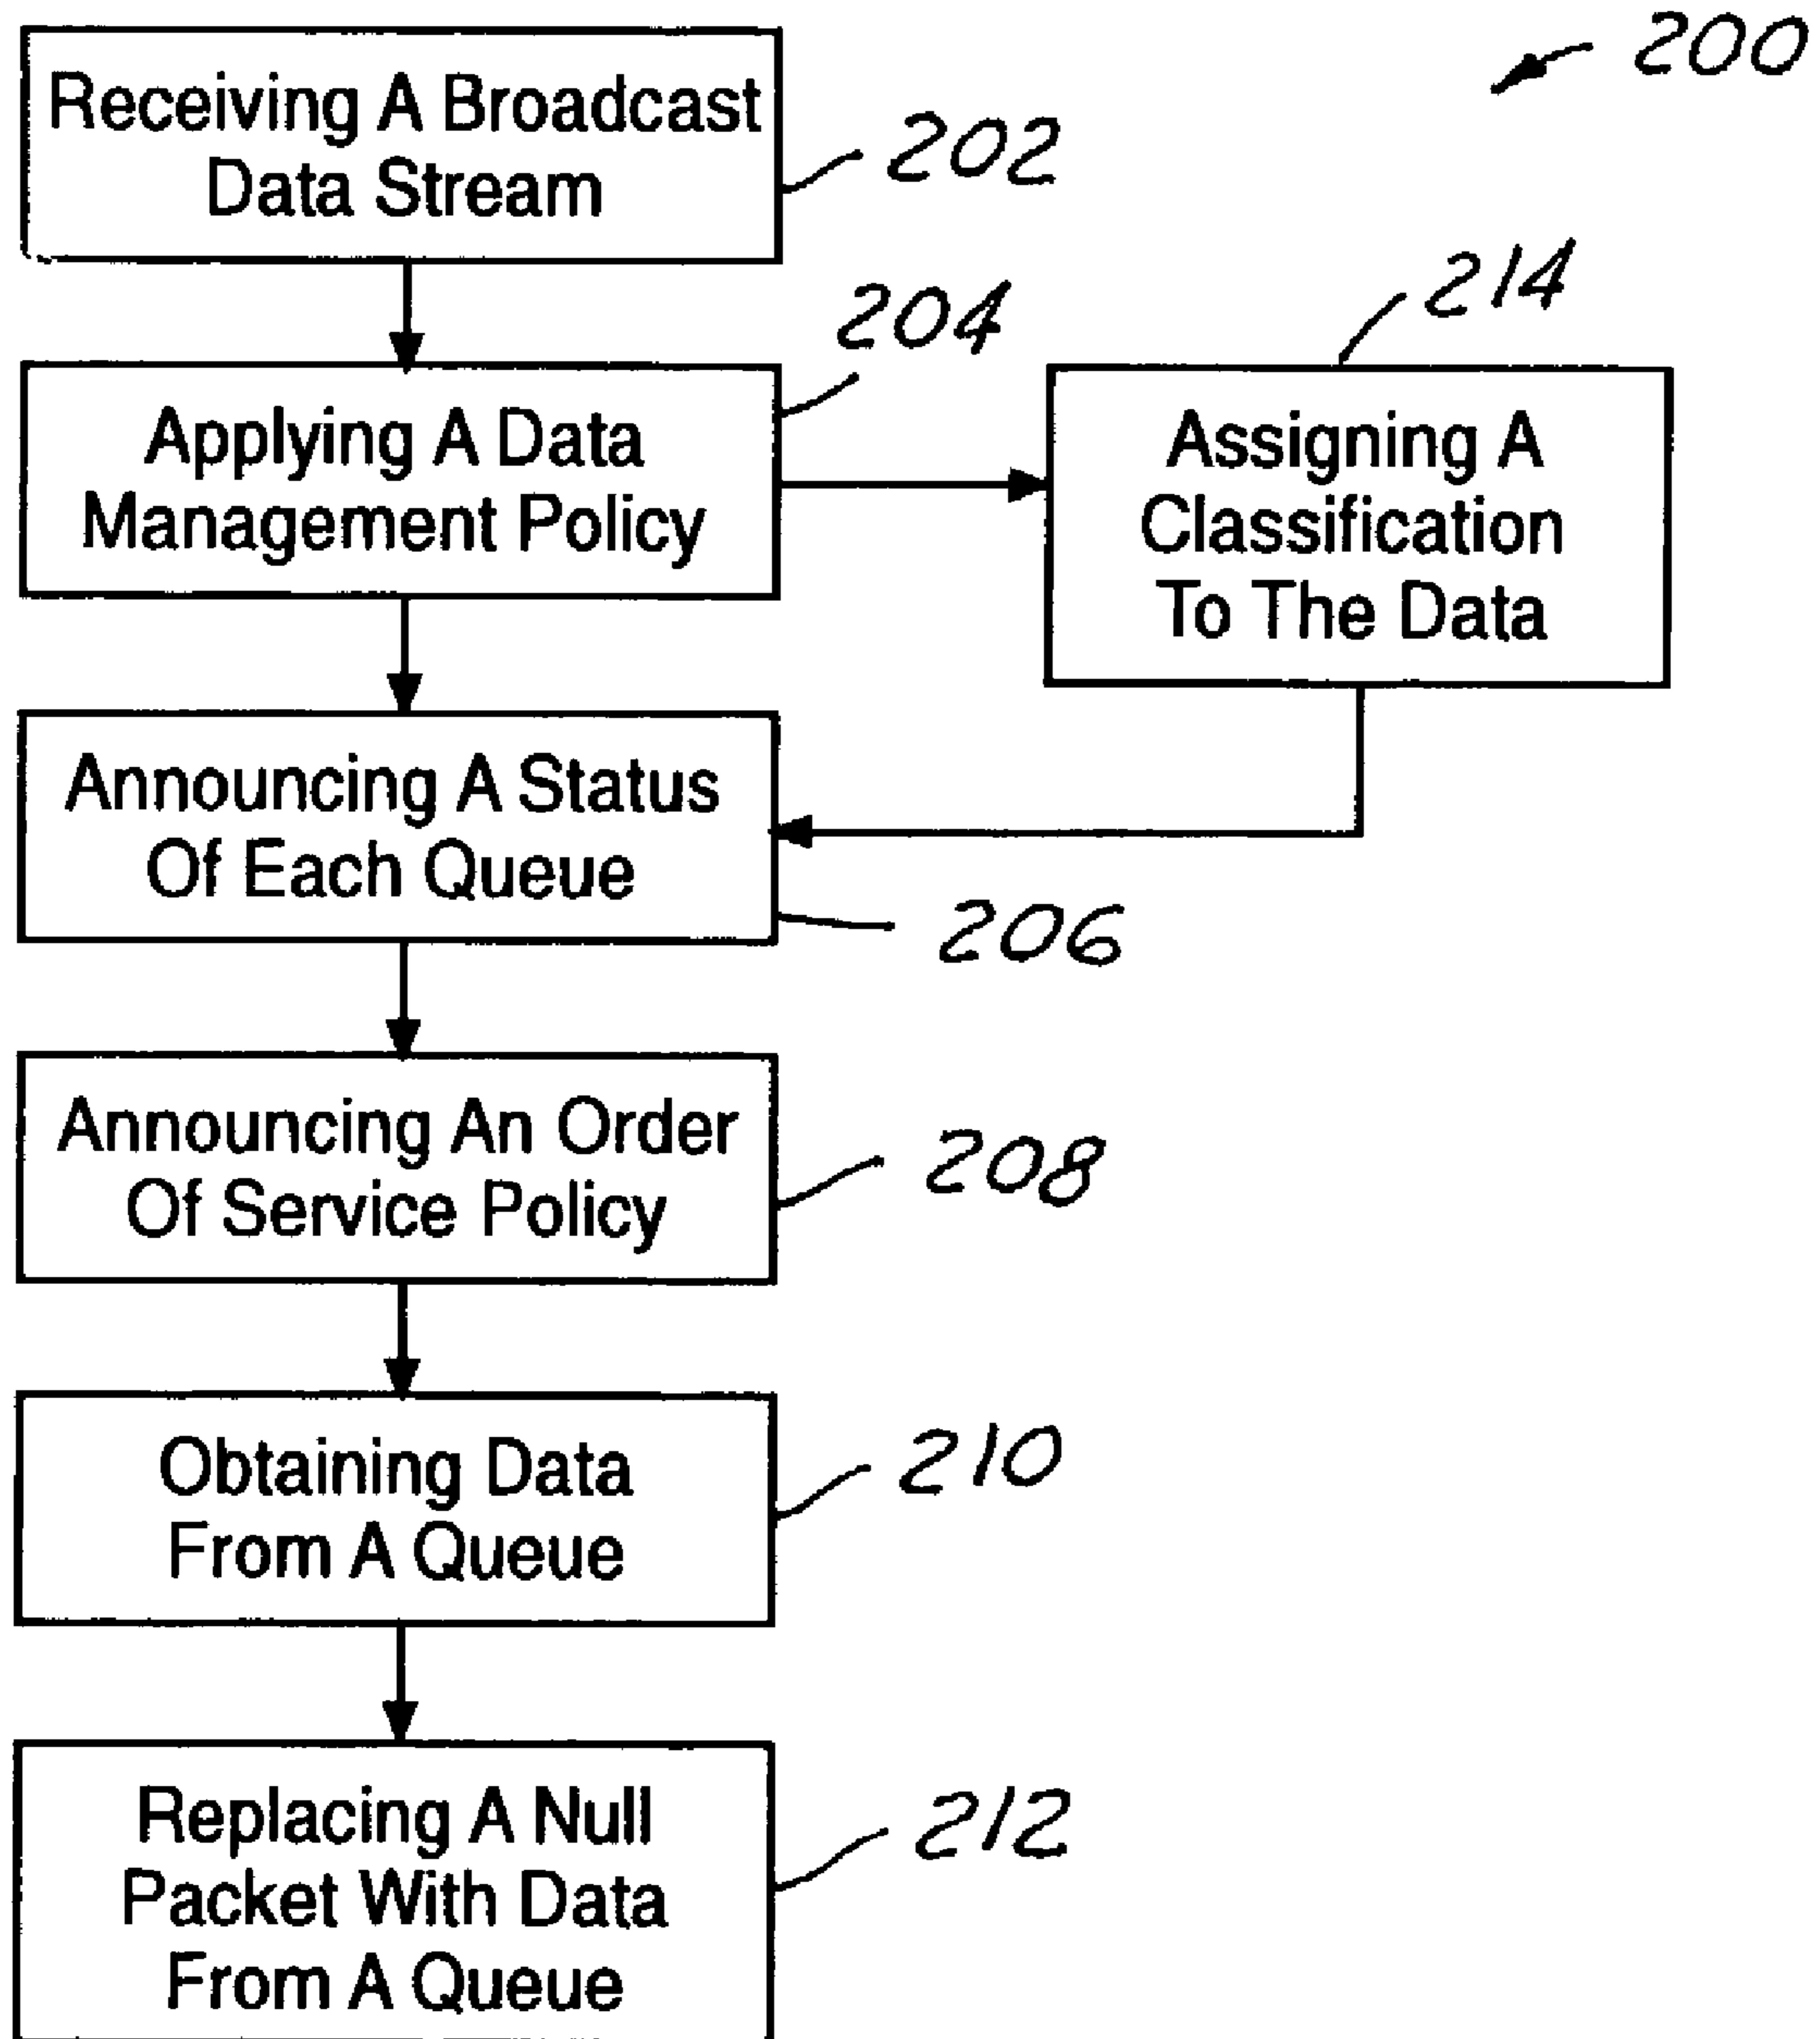 200
Receiving A Broadcast
Data Stream
202
204
214
Applying A Data
Management Policy
Assigning A
Classification
To The Data
Announcing A Status
Of Each Queue
206
Announcing An Order
Of Service Policy
208
Obtaining Data
From A Queue
210
Replacing A Null
Packet With Data
From A Queue
212